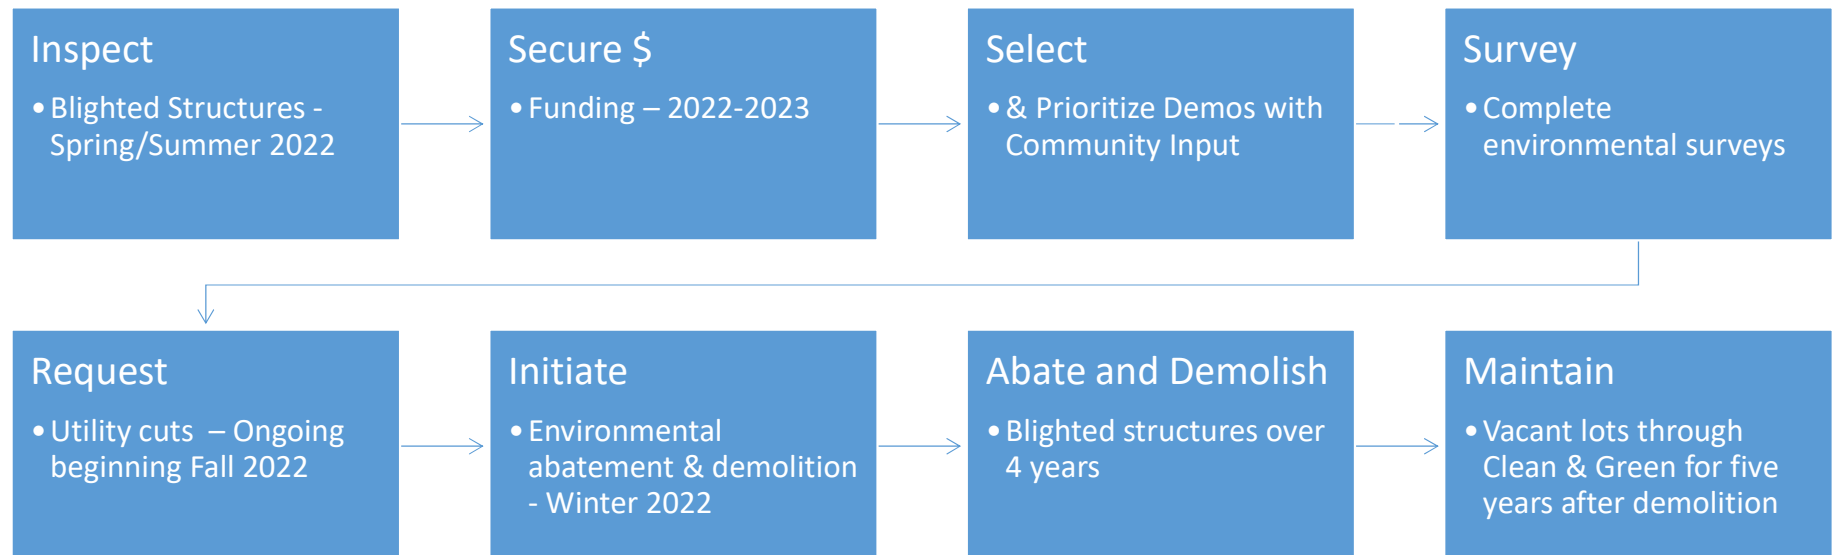 Inspect
• Blighted Structures -
Spring/Summer 2022
Secure $
• Funding – 2022-2023
Select
• & Prioritize Demos with
Community Input
Survey
• Complete
environmental surveys
Request
• Utility cuts – Ongoing
beginning Fall 2022
Initiate
• Environmental
abatement & demolition
- Winter 2022
Abate and Demolish
• Blighted structures over
4 years
Maintain
• Vacant lots through
Clean & Green for five
years after demolition